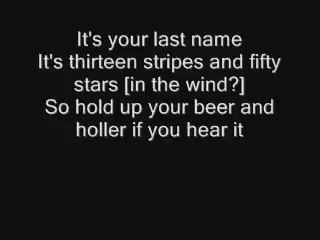 It's your last name
It's thirteen stripes and fifty
stars [in the wind?]
So hold up your beer and
holler if you hear it